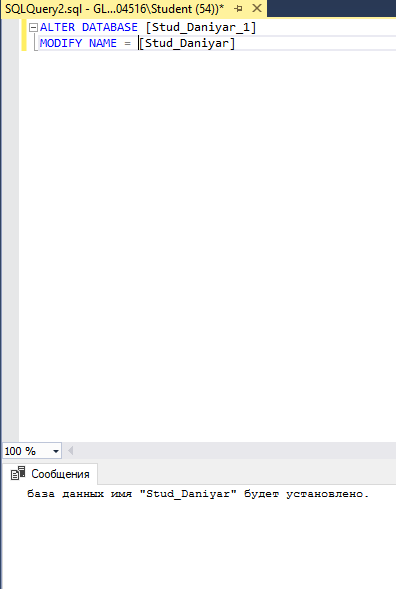 SQLQuery2.sql - GL...04516\Student (54))*
ALTER DATABASE [Stud_Daniyar_1]
MODIFY NAME = [Stud_Daniyar]
100 %
Сообщения
база данных имя "Stud_Daniyar" будет установлено.